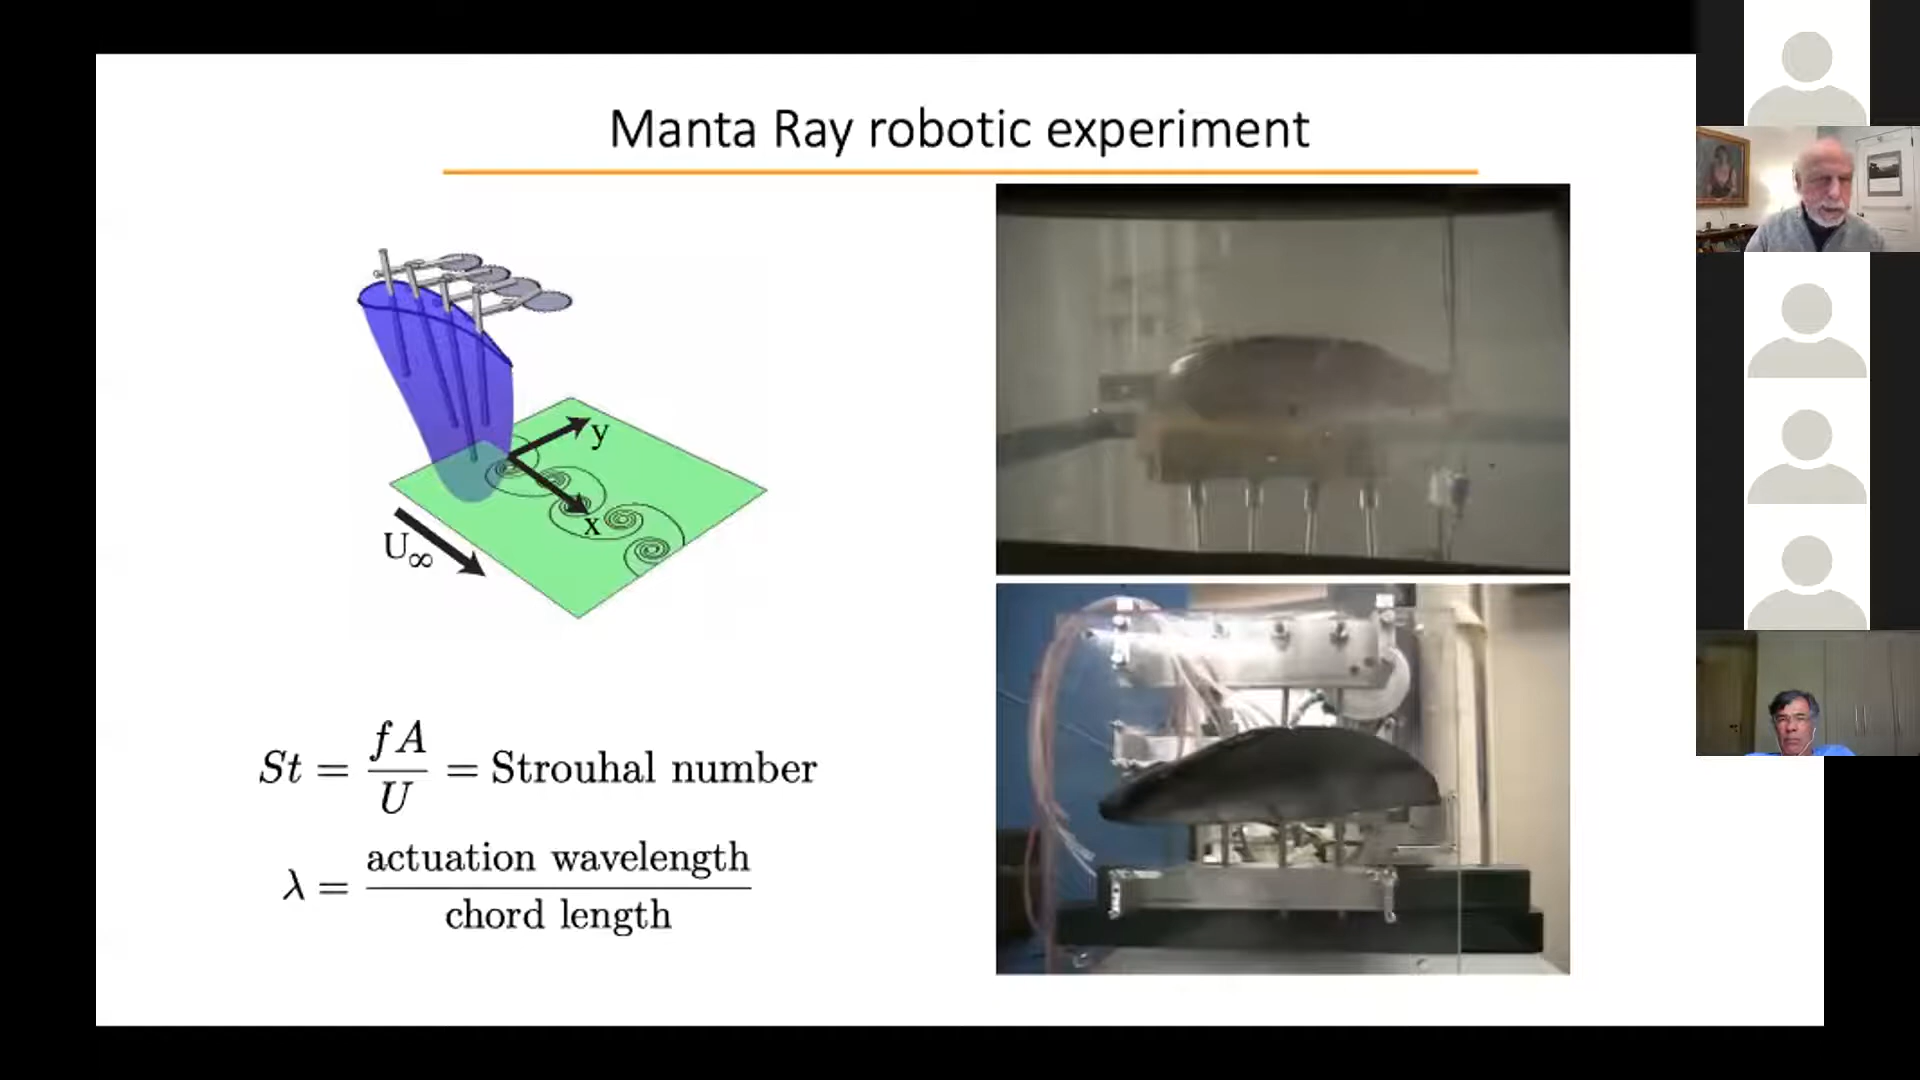 Manta Ray robotic experiment
y
x
U∞
St = fA / U = Strouhal number
λ = actuation wavelength / chord length